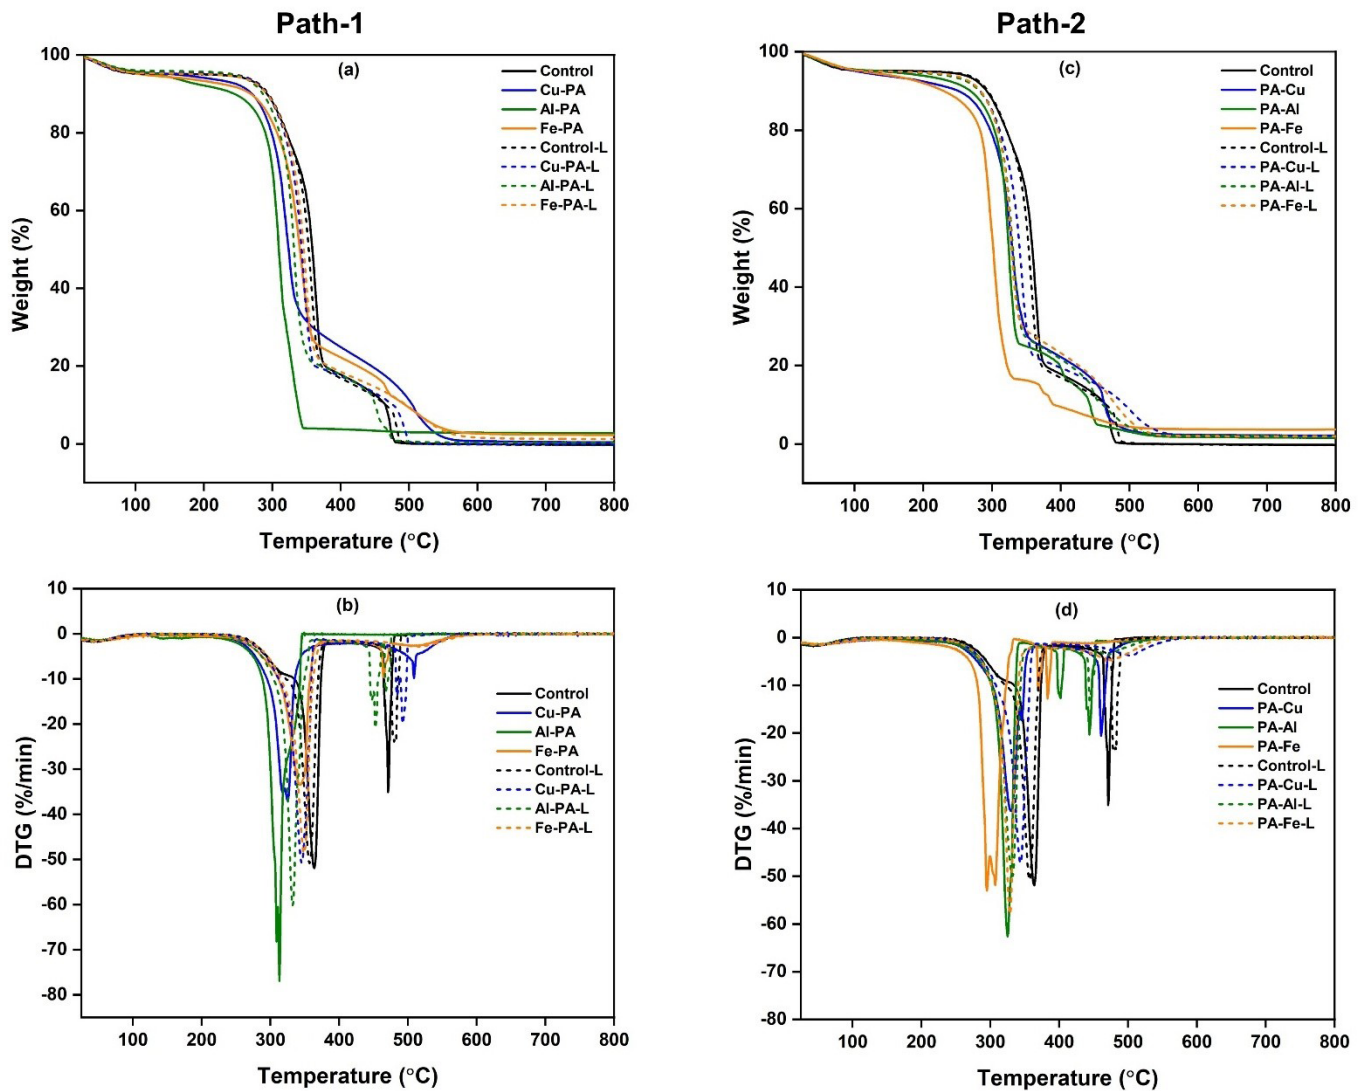 Path-1
Path-2
100
80
60
40
20
0
Weight (%)
(a)
Control
Cu-PA
Al-PA
Fe-PA
Control-L
Cu-PA-L
Al-PA-L
Fe-PA-L
100 200 300 400 500 600 700 800
Temperature (°C)
100
80
60
40
20
0
Weight (%)
(c)
Control
PA-Cu
PA-Al
PA-Fe
Control-L
PA-Cu-L
PA-Al-L
PA-Fe-L
100 200 300 400 500 600 700 800
Temperature (°C)
10
0
-10
-20
-30
-40
-50
-60
-70
-80
DTG (%/min)
(b)
Control
Cu-PA
Al-PA
Fe-PA
Control-L
Cu-PA-L
Al-PA-L
Fe-PA-L
100 200 300 400 500 600 700 800
Temperature (°C)
10
0
-10
-20
-30
-40
-50
-60
-70
-80
DTG (%/min)
(d)
Control
PA-Cu
PA-Al
PA-Fe
Control-L
PA-Cu-L
PA-Al-L
PA-Fe-L
100 200 300 400 500 600 700 800
Temperature (°C)